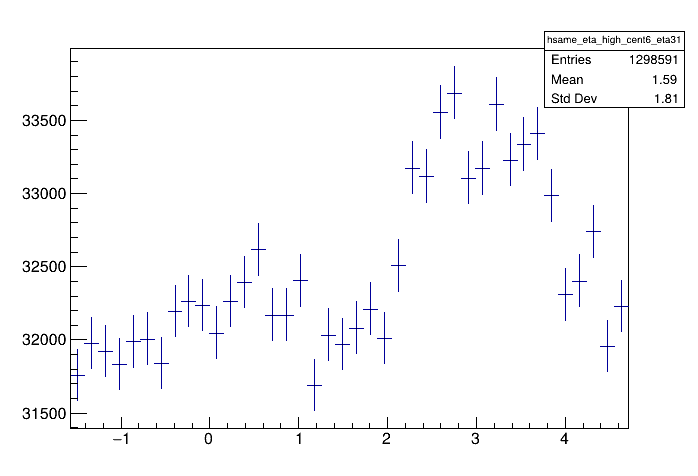 hsame_eta_high_cent6_eta31
Entries 1298591
Mean 1.59
Std Dev 1.81
33500
33000
32500
32000
31500
−1 0 1 2 3 4